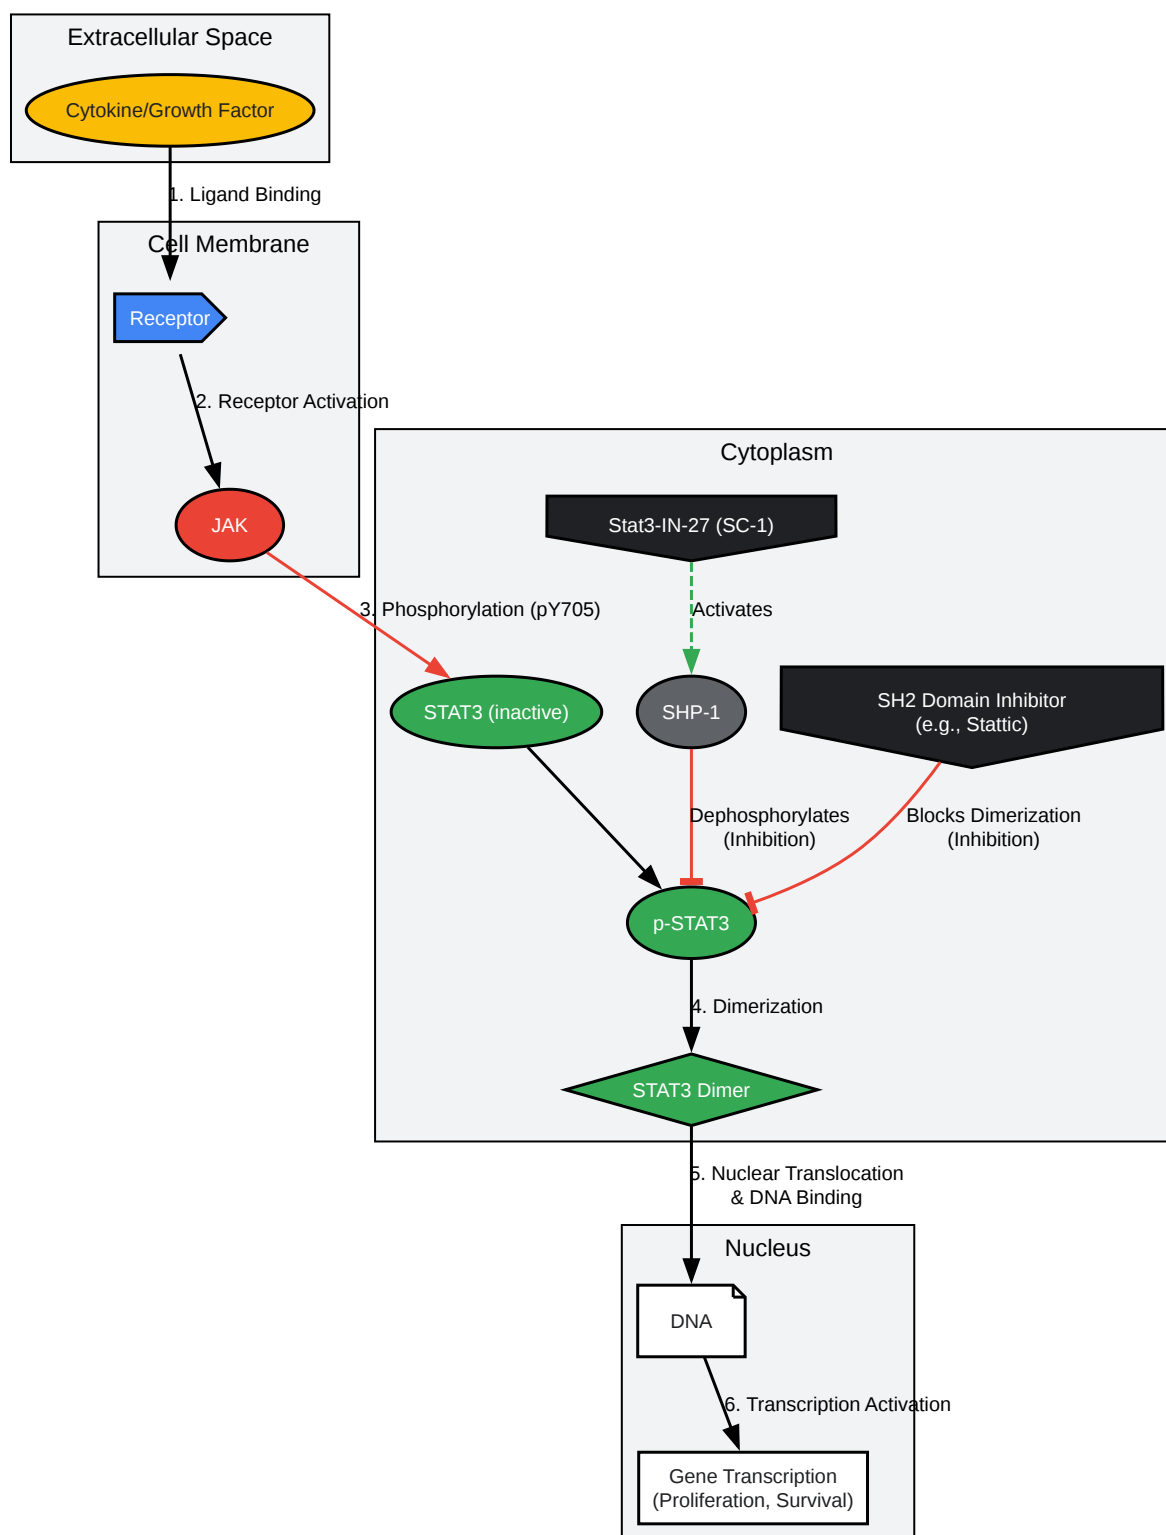 Extracellular Space
Cytokine/Growth Factor
1. Ligand Binding
Cell Membrane
Receptor
2. Receptor Activation
JAK
Cytoplasm
Stat3-IN-27 (SC-1)
3. Phosphorylation (pY705)
Activates
STAT3 (inactive)
SHP-1
SH2 Domain Inhibitor
(e.g., Stattic)
Dephosphorylates
(Inhibition)
Blocks Dimerization
(Inhibition)
p-STAT3
4. Dimerization
STAT3 Dimer
5. Nuclear Translocation
& DNA Binding
Nucleus
DNA
6. Transcription Activation
Gene Transcription
(Proliferation, Survival)